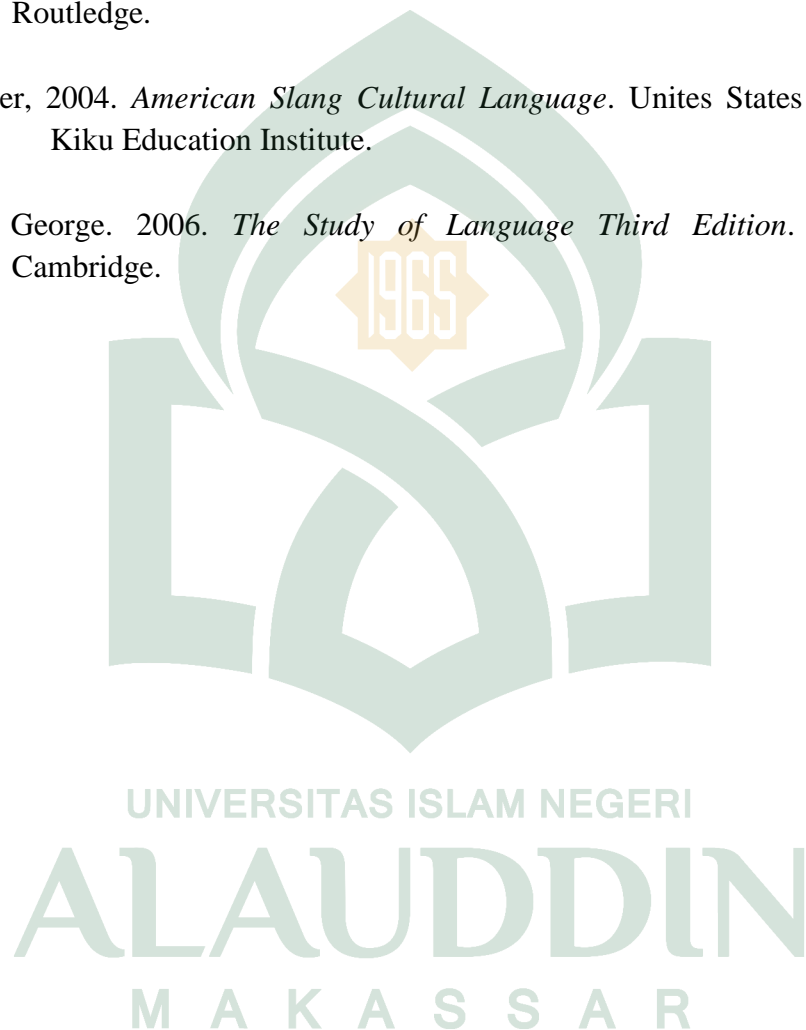 Routledge.
er, 2004. American Slang Cultural Language. Unites States
Kiku Education Institute.
George. 2006. The Study of Language Third Edition.
Cambridge.
1965
UNIVERSITAS ISLAM NEGERI
ALAUDDIN
MAKASSAR